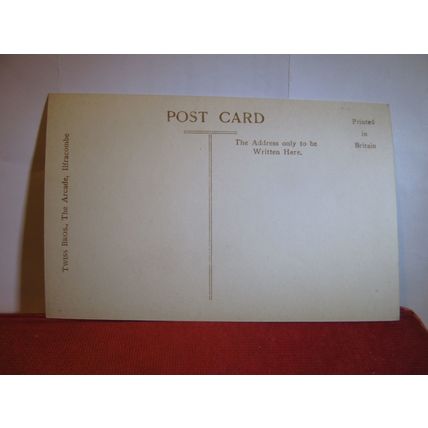 POST CARD
The Address only to be
Written Here.
Printed
in
Britain
Twiss Bros., The Arcade, Ilfracombe